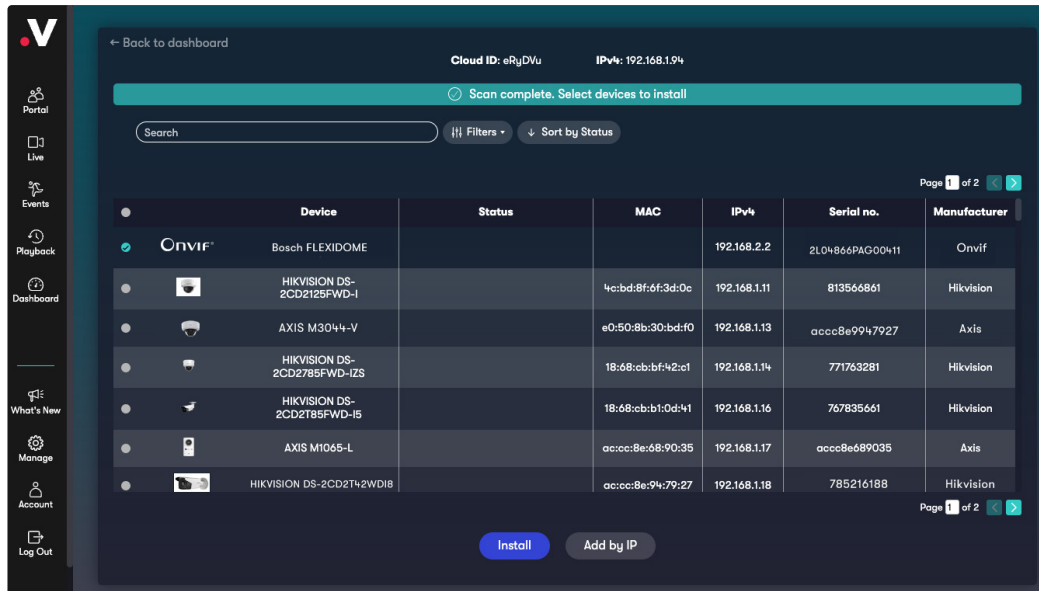 .V
← Back to dashboard
Cloud ID: eRyDVu IPv4: 192.168.1.94
Scan complete. Select devices to install
Search Filters Sort by Status
Page 1 of 2
Device Status MAC IPv4 Serial no. Manufacturer
ONVIF Bosch FLEXIDOME 192.168.2.2 2L04866PAG00411 Onvif
HIKVISION DS-
2CD2125FWD-I 4c:bd:8f:6f:3d:0c 192.168.1.11 813566861 Hikvision
AXIS M3044-V e0:50:8b:30:bd:f0 192.168.1.13 accc8e9947927 Axis
HIKVISION DS-
2CD2785FWD-IZS 18:68:cb:bf:42:c1 192.168.1.14 771763281 Hikvision
HIKVISION DS-
2CD2T85FWD-I5 18:68:cb:b1:0d:41 192.168.1.16 767835661 Hikvision
AXIS M1065-L ac:cc:8e:68:90:35 192.168.1.17 accc8e689035 Axis
HIKVISION DS-2CD2T42WDI8 ac:cc:8e:94:79:27 192.168.1.18 785216188 Hikvision
Page 1 of 2
Install Add by IP
Portal
Live
Events
Playback
Dashboard
What's New
Manage
Account
Log Out